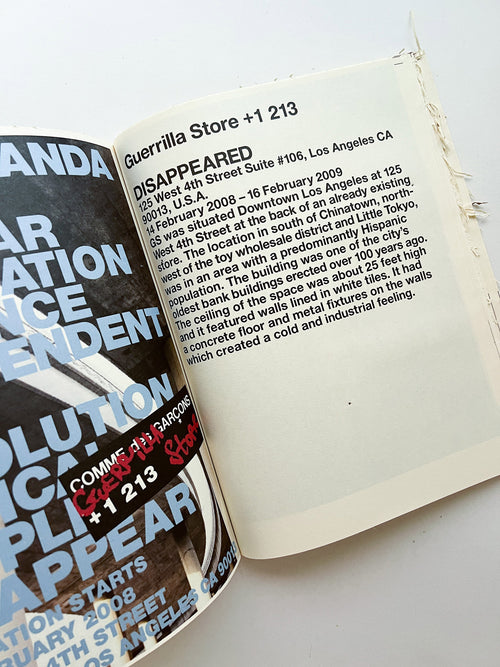 ANDA
AR
ATION
NCE
ENDENT
OLUTION
ICAL
PLI
APPEAR
COMME des GARÇONS
GUERRILLA Store
+1 213
ATION STARTS
RUARY 2008
4TH STREET
OS ANGELES CA 90013
Guerrilla Store +1 213
DISAPPEARED
125 West 4th Street Suite #106, Los Angeles CA
90013, U.S.A.
14 February 2008 – 16 February 2009
GS was situated Downtown Los Angeles at 125
West 4th Street at the back of an already existing
store. The location in south of Chinatown, north-
west of the toy wholesale district and Little Tokyo,
was in an area with a predominantly Hispanic
population. The building was one of the city's
oldest bank buildings erected over 100 years ago.
The ceiling of the space was about 25 feet high
and it featured walls lined in white tiles. It had
a concrete floor and metal fixtures on the walls
which created a cold and industrial feeling.